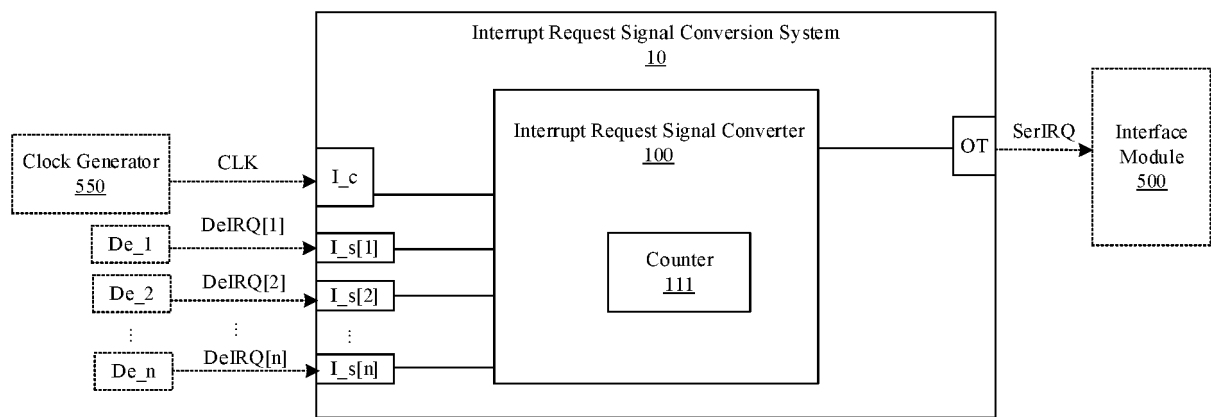 Interrupt Request Signal Conversion System
10
Interrupt Request Signal Converter
100
Counter
111
Clock Generator
550
CLK
I_c
De_1
DeIRQ[1]
I_s[1]
De_2
DeIRQ[2]
I_s[2]
⋮
⋮
⋮
De_n
DeIRQ[n]
I_s[n]
OT
SerIRQ
Interface
Module
500